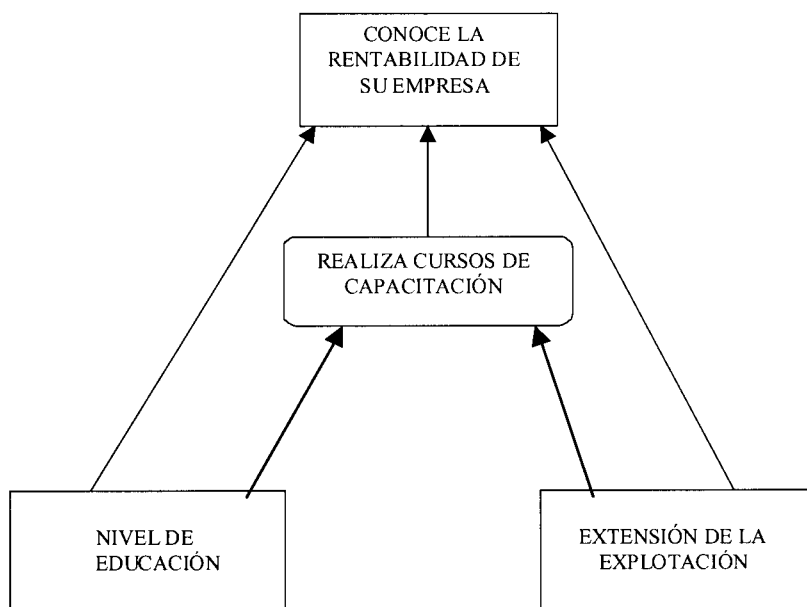 CONOCE LA
RENTABILIDAD DE
SU EMPRESA
REALIZA CURSOS DE
CAPACITACIÓN
NIVEL DE
EDUCACIÓN
EXTENSIÓN DE LA
EXPLOTACIÓN